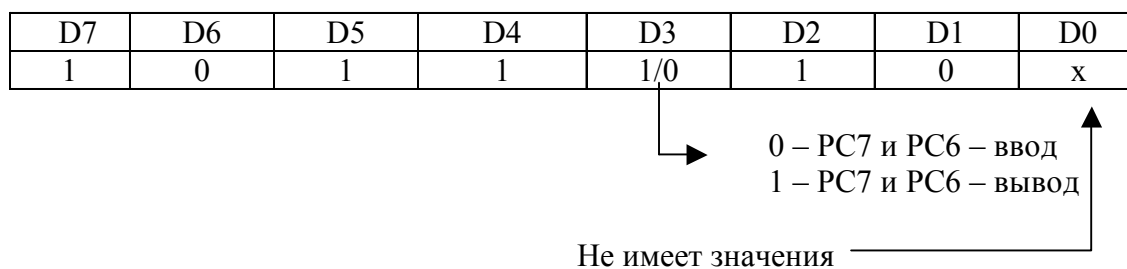 D7 D6 D5 D4 D3 D2 D1 D0
1 0 1 1 1/0 1 0 x
0 – PC7 и PC6 – ввод
1 – PC7 и PC6 – вывод
Не имеет значения